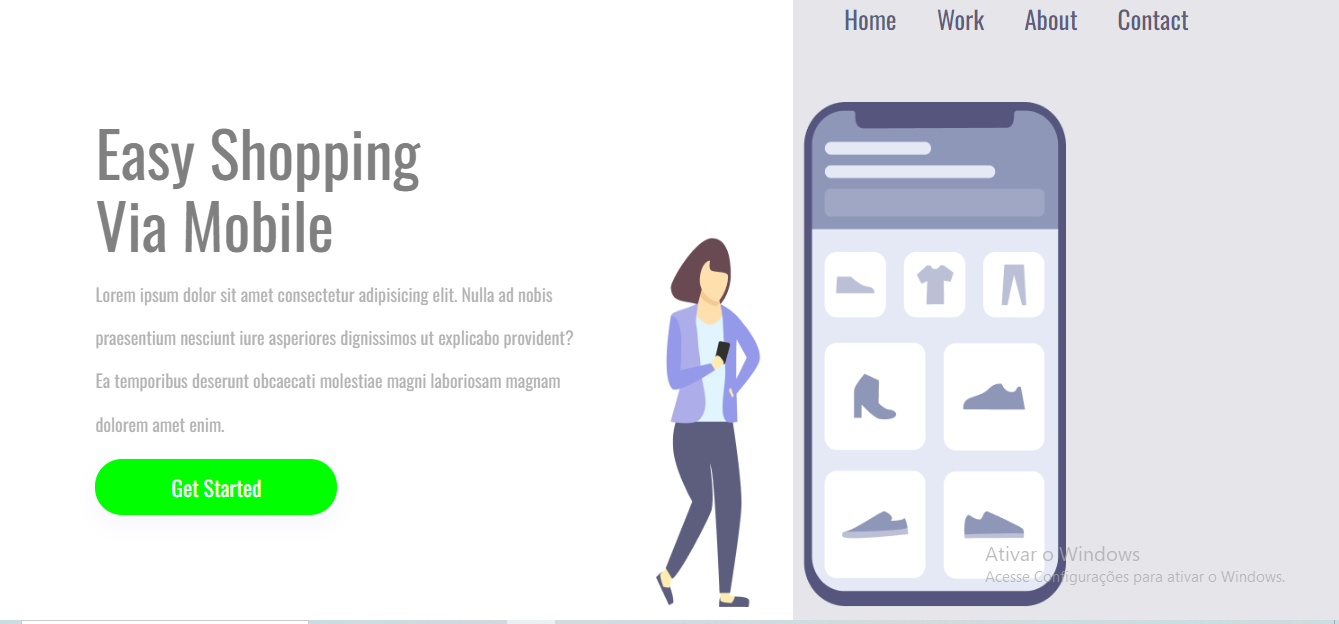 Home Work About Contact
Easy Shopping
Via Mobile
Lorem ipsum dolor sit amet consectetur adipisicing elit. Nulla ad nobis
praesentium nesciunt iure asperiores dignissimos ut explicabo provident?
Ea temporibus deserunt obcaecati molestiae magni laboriosam magnam
dolorem amet enim.
Get Started
Ativar o Windows
Acesse Configurações para ativar o Windows.